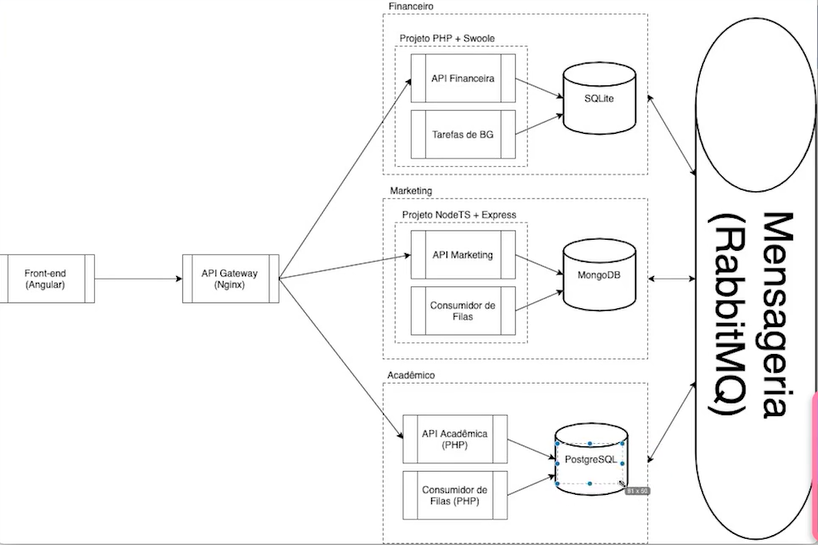 Financeiro
Projeto PHP + Swoole
API Financeira
SQLite
Tarefas de BG
Marketing
Projeto NodeTS + Express
API Marketing
MongoDB
Consumidor de
Filas
Front-end
(Angular)
API Gateway
(Nginx)
Acadêmico
API Acadêmica
(PHP)
PostgreSQL
Consumidor de
Filas (PHP)
Mensageria
(RabbitMQ)